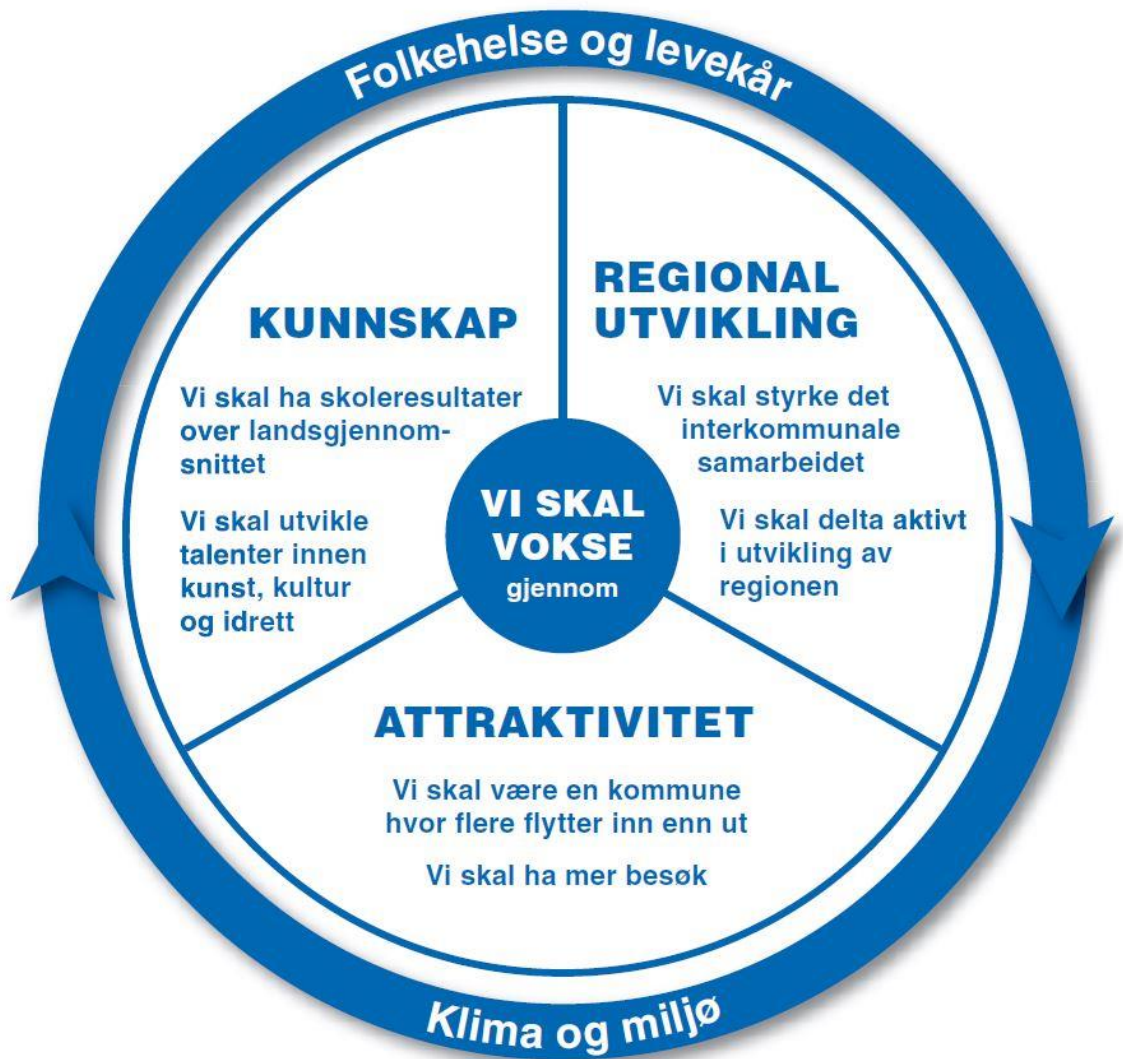 Folkehelse og levekår
KUNNSKAP
Vi skal ha skoleresultater
over landsgjennom-
snittet
Vi skal utvikle
talenter innen
kunst, kultur
og idrett
REGIONAL
UTVIKLING
Vi skal styrke det
interkommunale
samarbeidet
Vi skal delta aktivt
i utvikling av
regionen
VI SKAL
VOKSE
gjennom
ATTRAKTIVITET
Vi skal være en kommune
hvor flere flytter inn enn ut
Vi skal ha mer besøk
Klima og miljø